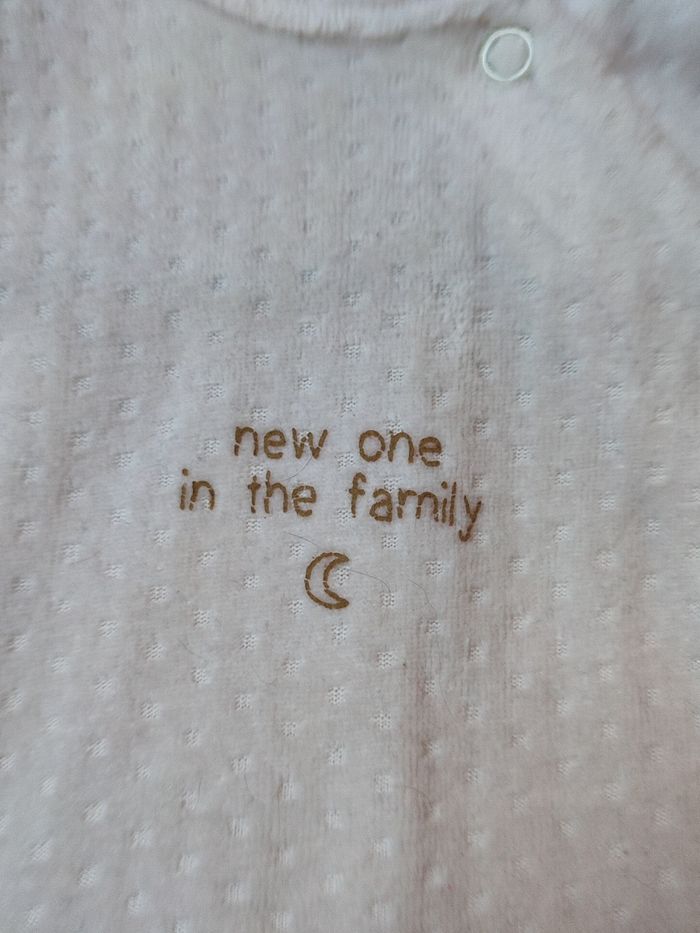 new one
in the family